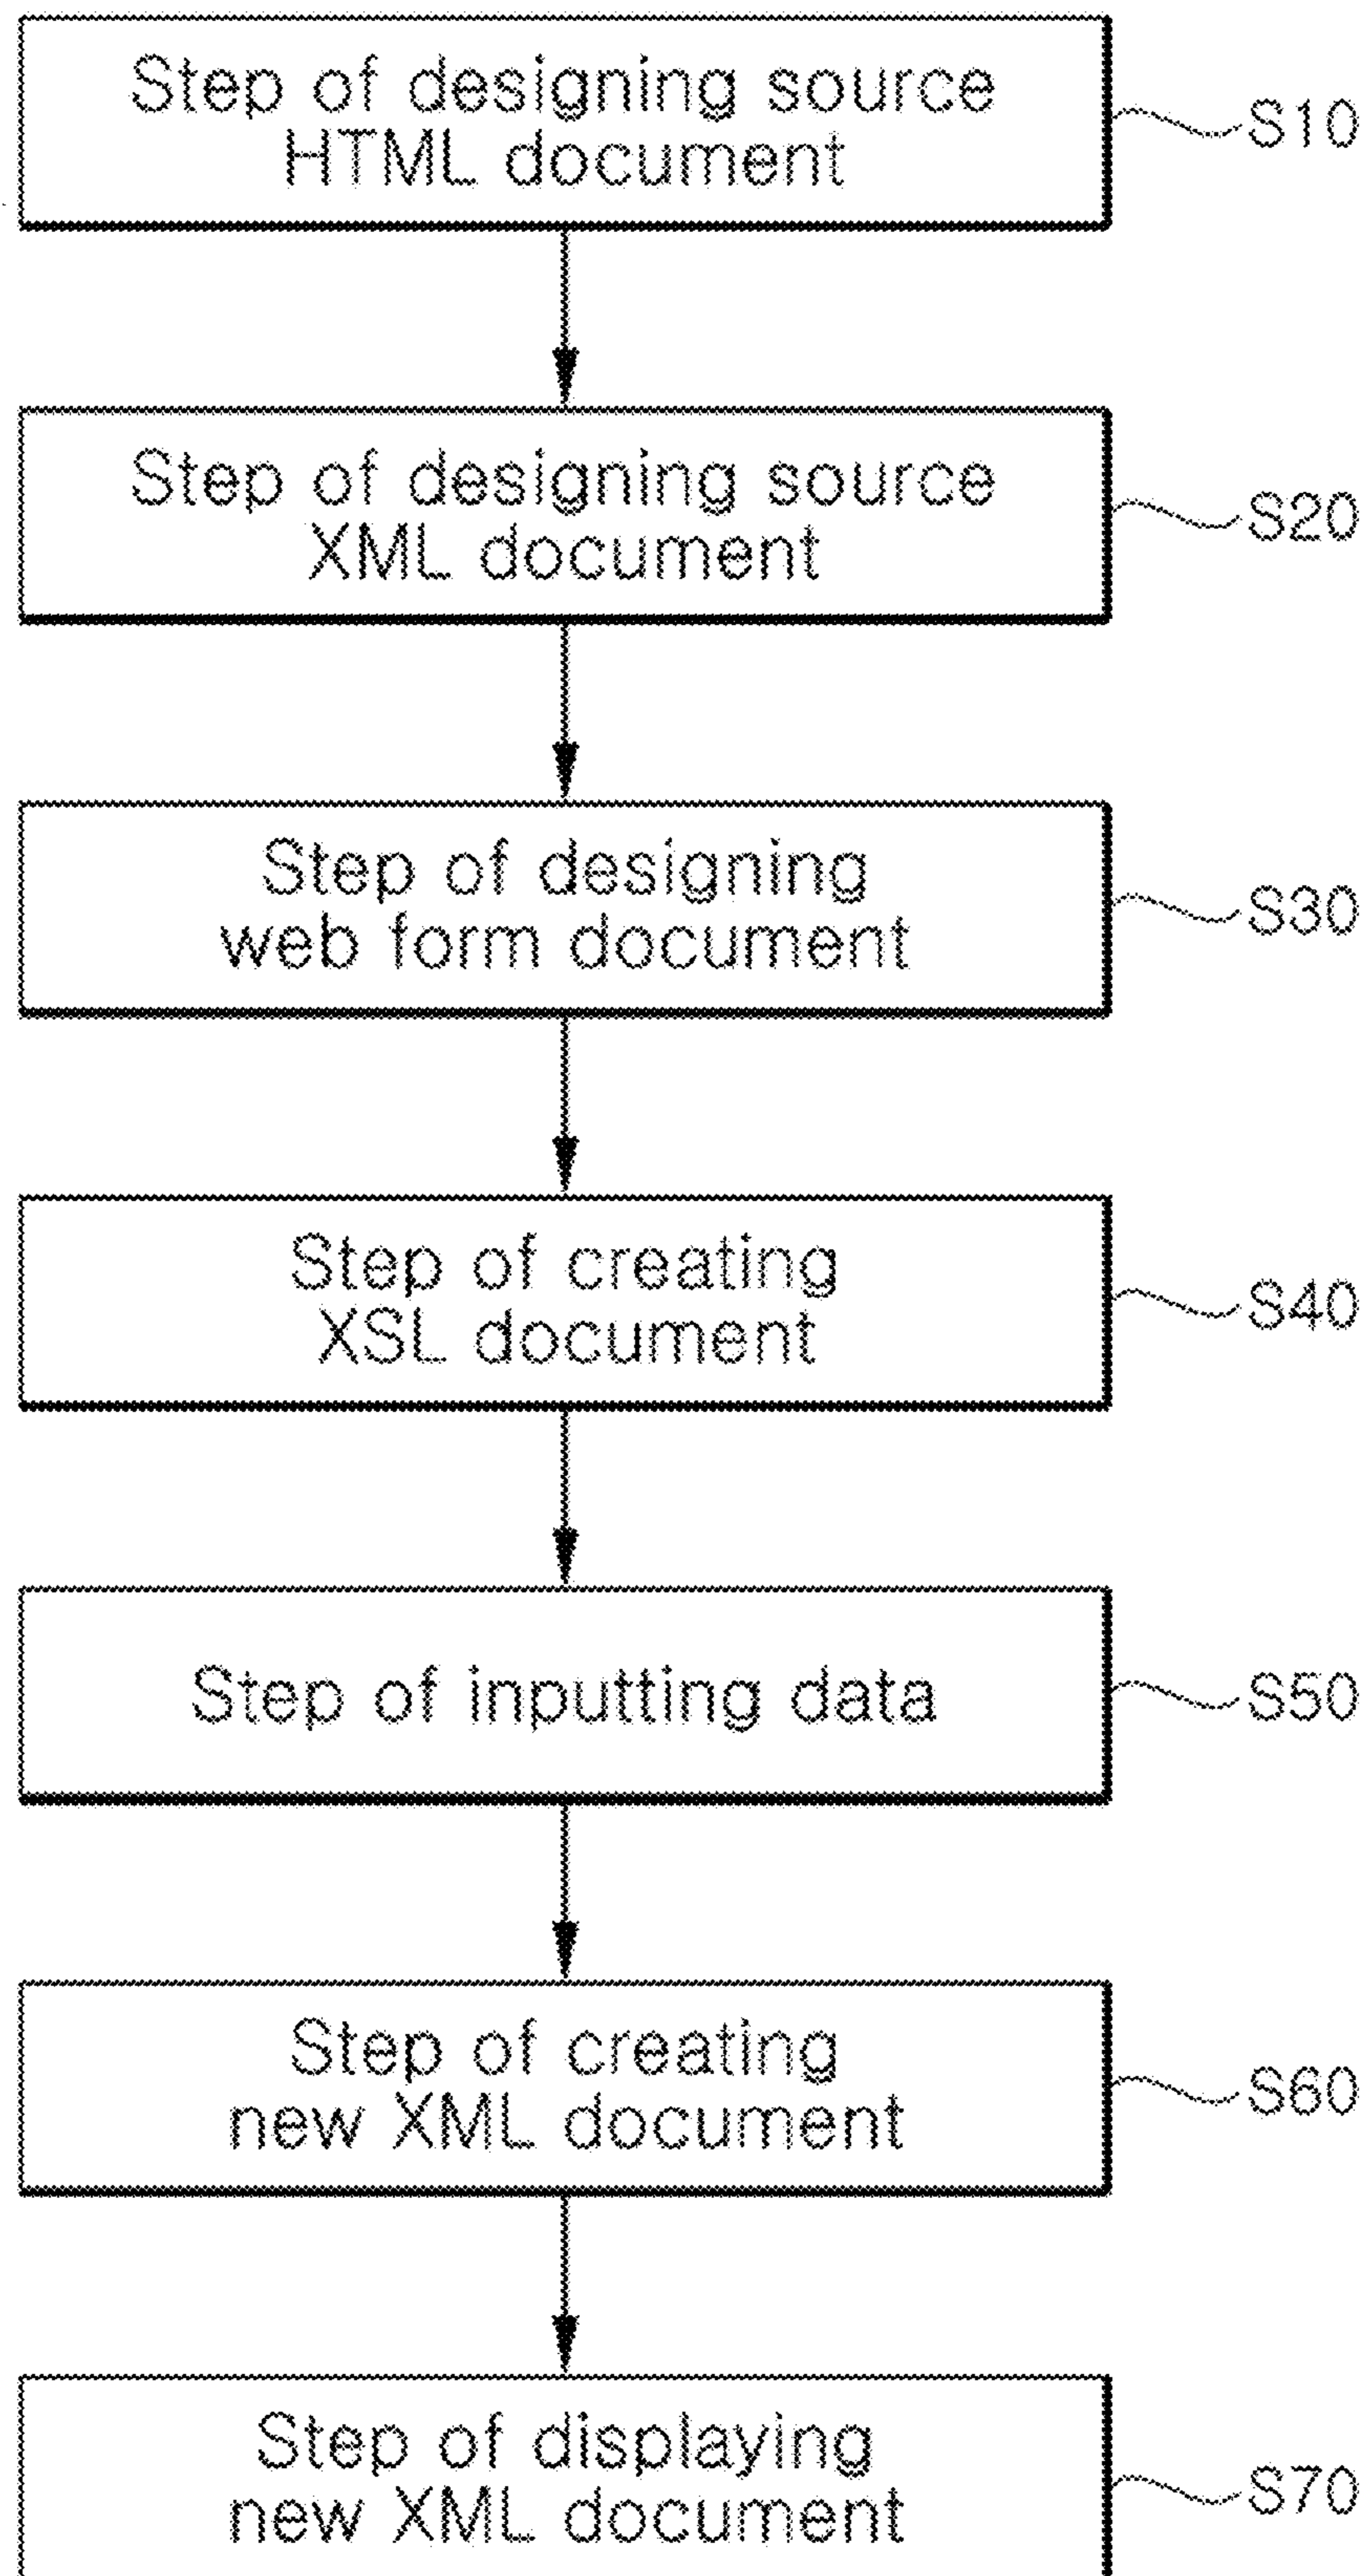 Step of designing source
HTML document
S10
Step of designing source
XML document
S20
Step of designing
web form document
S30
Step of creating
XSL document
S40
Step of inputting data
S50
Step of creating
new XML document
S60
Step of displaying
new XML document
S70